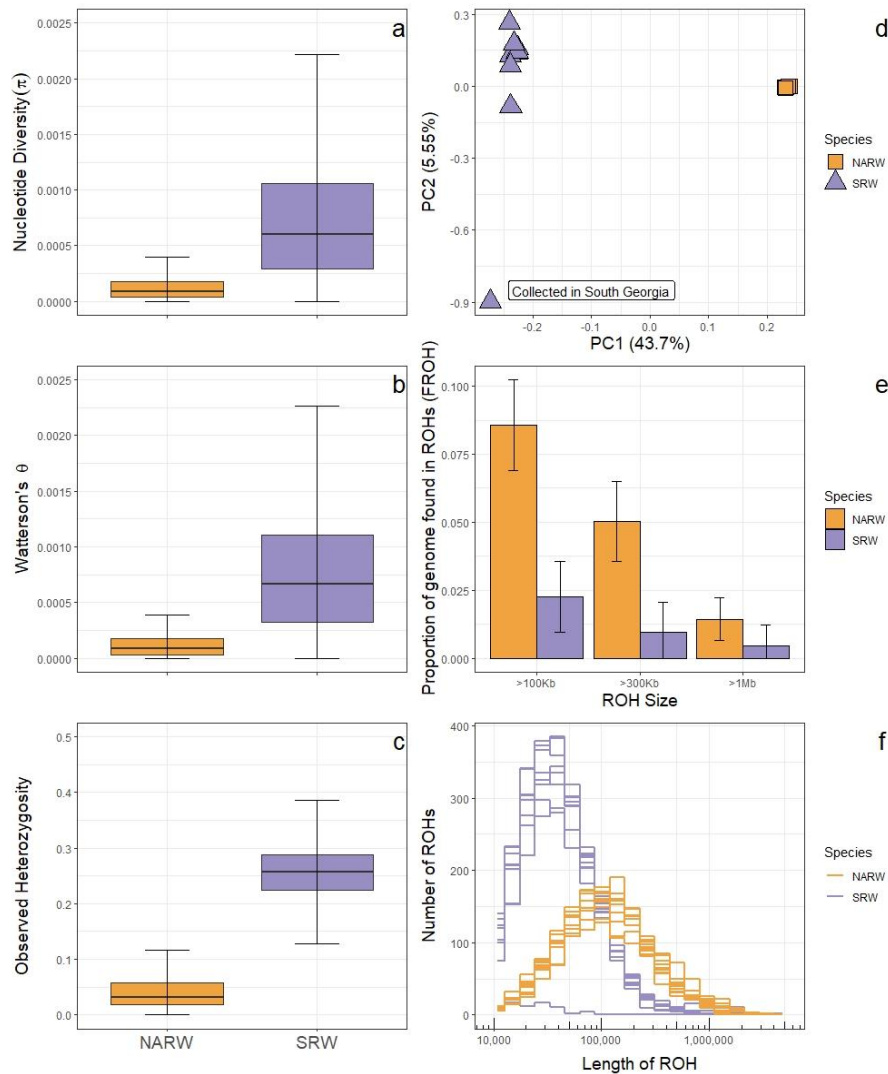 a
0.0025
0.0020
0.0015
0.0010
0.0005
0.0000
Nucleotide Diversity(π)
b
0.0025
0.0020
0.0015
0.0010
0.0005
0.0000
Watterson's θ
c
0.5
0.4
0.3
0.2
0.1
0.0
Observed Heterozygosity
NARW SRW
d
0.3
0.0
-0.3
-0.6
-0.9
PC2 (5.55%)
Collected in South Georgia
-0.2 -0.1 0.0 0.1 0.2
PC1 (43.7%)
Species
NARW
SRW
e
0.100
0.075
0.050
0.025
0.000
Proportion of genome found in ROHs (FROH)
>100Kb >300Kb >1Mb
ROH Size
Species
NARW
SRW
f
400
300
200
100
0
Number of ROHs
10,000 100,000 1,000,000
Length of ROH
Species
NARW
SRW